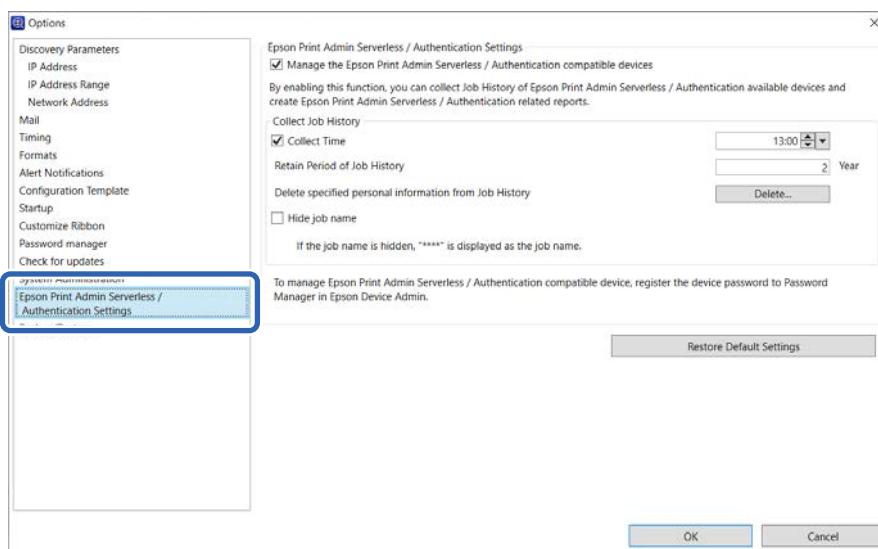 Options
Discovery Parameters
IP Address
IP Address Range
Network Address
Mail
Timing
Formats
Alert Notifications
Configuration Template
Startup
Customize Ribbon
Password manager
Check for updates
System Administration
Epson Print Admin Serverless /
Authentication Settings
Epson Print Admin Serverless / Authentication Settings
Manage the Epson Print Admin Serverless / Authentication compatible devices
By enabling this function, you can collect Job History of Epson Print Admin Serverless / Authentication available devices and
create Epson Print Admin Serverless / Authentication related reports.
Collect Job History
Collect Time 13:00
Retain Period of Job History 2 Year
Delete specified personal information from Job History Delete...
Hide job name
If the job name is hidden, "****" is displayed as the job name.
To manage Epson Print Admin Serverless / Authentication compatible device, register the device password to Password
Manager in Epson Device Admin.
Restore Default Settings
OK Cancel